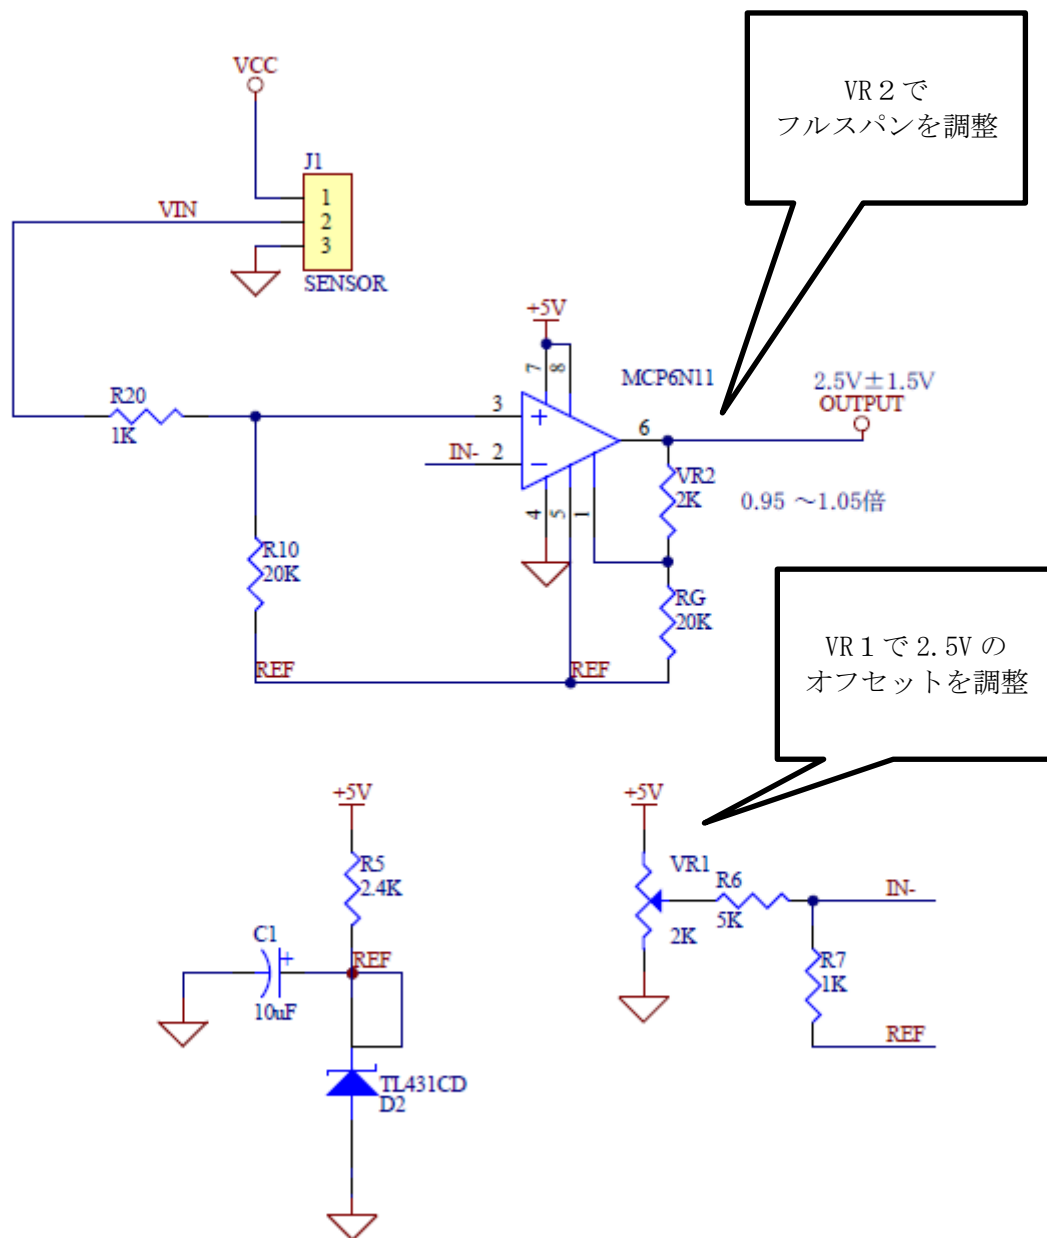 VR2で
フルスパンを調整
VCC
J1
1
2
3
VIN
SENSOR
+5V
7
8
MCP6N11
2.5V±1.5V
OUTPUT
R20
1K
3
IN-
2
6
4
5
1
VR2
2K
0.95 ～1.05倍
R10
20K
RG
20K
REF
REF
VR1で2.5Vの
オフセットを調整
+5V
R5
2.4K
C1
REF
10uF
TL431CD
D2
+5V
VR1
2K
R6
5K
IN-
R7
1K
REF